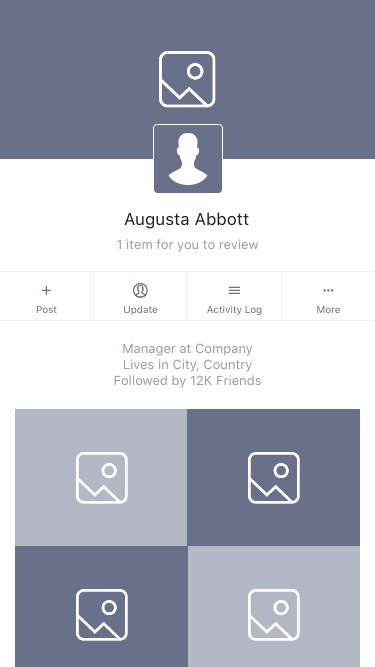 Augusta Abbott
1 item for you to review
Post
Update
Activity Log
More
Manager at Company
Lives in City, Country
Followed by 12K Friends